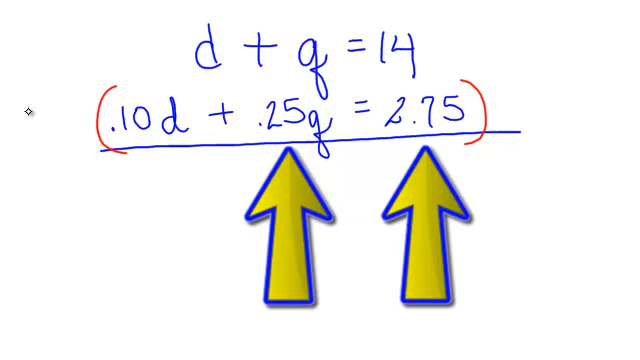 d + q = 14
(.10d + .25q = 2.75)